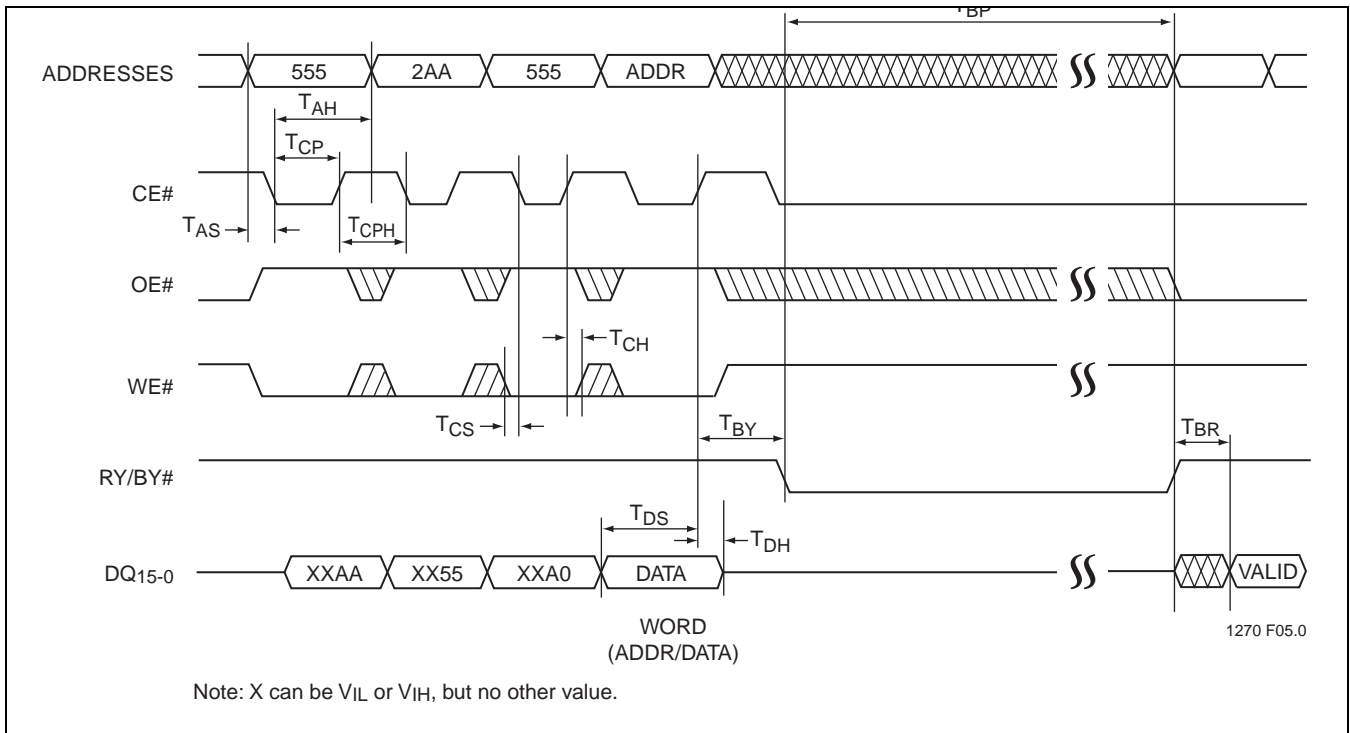 TBP
ADDRESSES 555 2AA 555 ADDR
TAH
TCP
CE#
TAS TCPH
OE#
TCH
WE#
TCS TBY TBR
RY/BY#
TDS
TDH
DQ15-0 XXAA XX55 XXA0 DATA VALID
WORD
(ADDR/DATA)
1270 F05.0
Note: X can be VIL or VIH, but no other value.